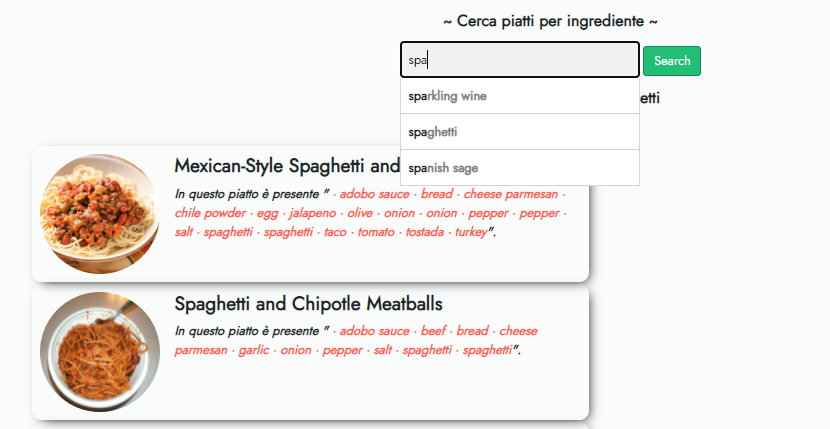 ~ Cerca piatti per ingrediente ~
spa
Search
sparkling wine
etti
spaghetti
spanish sage
Mexican-Style Spaghetti and
In questo piatto è presente " · adobo sauce · bread · cheese parmesan ·
chile powder · egg · jalapeno · olive · onion · onion · pepper · pepper ·
salt · spaghetti · spaghetti · taco · tomato · tostada · turkey".
Spaghetti and Chipotle Meatballs
In questo piatto è presente " · adobo sauce · beef · bread · cheese
parmesan · garlic · onion · pepper · salt · spaghetti · spaghetti".